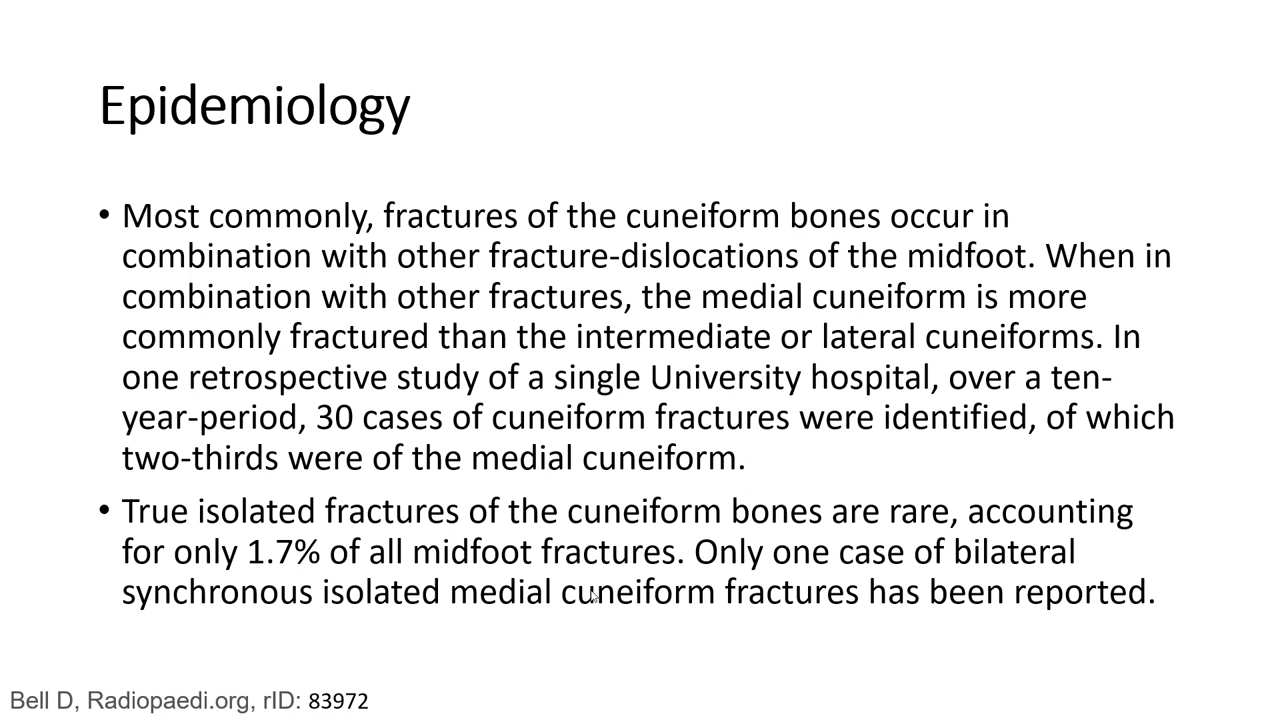 Epidemiology
• Most commonly, fractures of the cuneiform bones occur in
combination with other fracture-dislocations of the midfoot. When in
combination with other fractures, the medial cuneiform is more
commonly fractured than the intermediate or lateral cuneiforms. In
one retrospective study of a single University hospital, over a ten-
year-period, 30 cases of cuneiform fractures were identified, of which
two-thirds were of the medial cuneiform.
• True isolated fractures of the cuneiform bones are rare, accounting
for only 1.7% of all midfoot fractures. Only one case of bilateral
synchronous isolated medial cuneiform fractures has been reported.
Bell D, Radiopaedi.org, rID: 83972